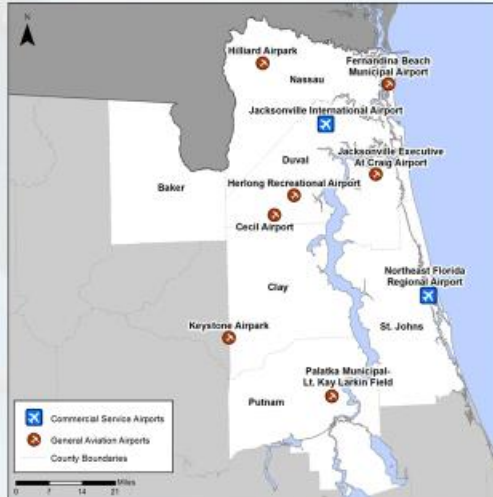 N
Hilliard Airpark
Nassau
Fernandina Beach
Municipal Airport
Jacksonville International Airport
Duval
Jacksonville Executive
At Craig Airport
Baker
Herlong Recreational Airport
Cecil Airport
Northeast Florida
Regional Airport
Clay
St. Johns
Keystone Airpark
Palatka Municipal-
Lt. Kay Larkin Field
Putnam
Commercial Service Airports
General Aviation Airports
County Boundaries
Miles
0 7 14 21